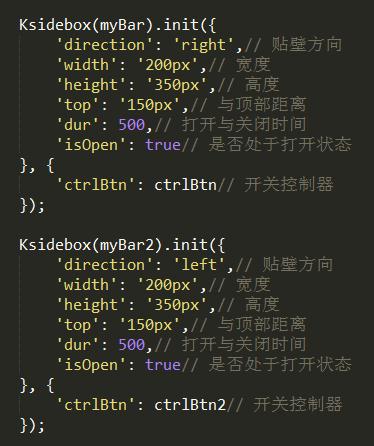 Ksidebox(myBar).init({
    'direction': 'right',// 贴壁方向
    'width': '200px',// 宽度
    'height': '350px',// 高度
    'top': '150px',// 与顶部距离
    'dur': 500,// 打开与关闭时间
    'isOpen': true// 是否处于打开状态
}, {
    'ctrlBtn': ctrlBtn// 开关控制器
});
Ksidebox(myBar2).init({
    'direction': 'left',// 贴壁方向
    'width': '200px',// 宽度
    'height': '350px',// 高度
    'top': '150px',// 与顶部距离
    'dur': 500,// 打开与关闭时间
    'isOpen': true// 是否处于打开状态
}, {
    'ctrlBtn': ctrlBtn2// 开关控制器
});